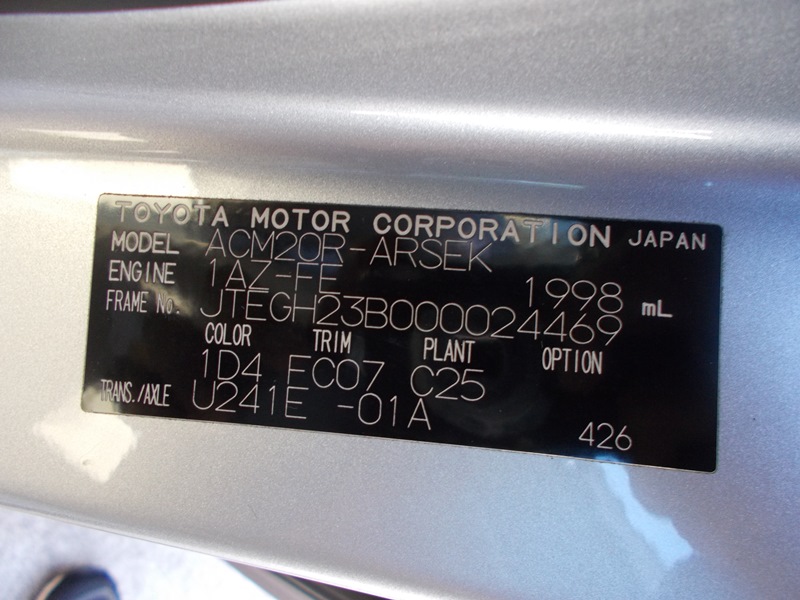 TOYOTA MOTOR CORPORATION JAPAN
MODEL ACM20R-ARSEK
ENGINE 1AZ-FE 1998 mL
FRAME No. JTEGH23B000024469
COLOR TRIM PLANT OPTION
1D4 FC07 C25
TRANS./AXLE U241E -01A
426